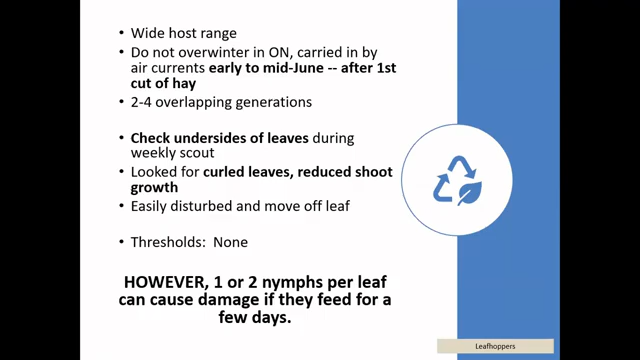 • Wide host range
• Do not overwinter in ON, carried in by
air currents early to mid-June -- after 1st
cut of hay
• 2-4 overlapping generations
• Check undersides of leaves during
weekly scout
• Looked for curled leaves, reduced shoot
growth
• Easily disturbed and move off leaf
• Thresholds: None
HOWEVER, 1 or 2 nymphs per leaf
can cause damage if they feed for a
few days.
Leafhoppers